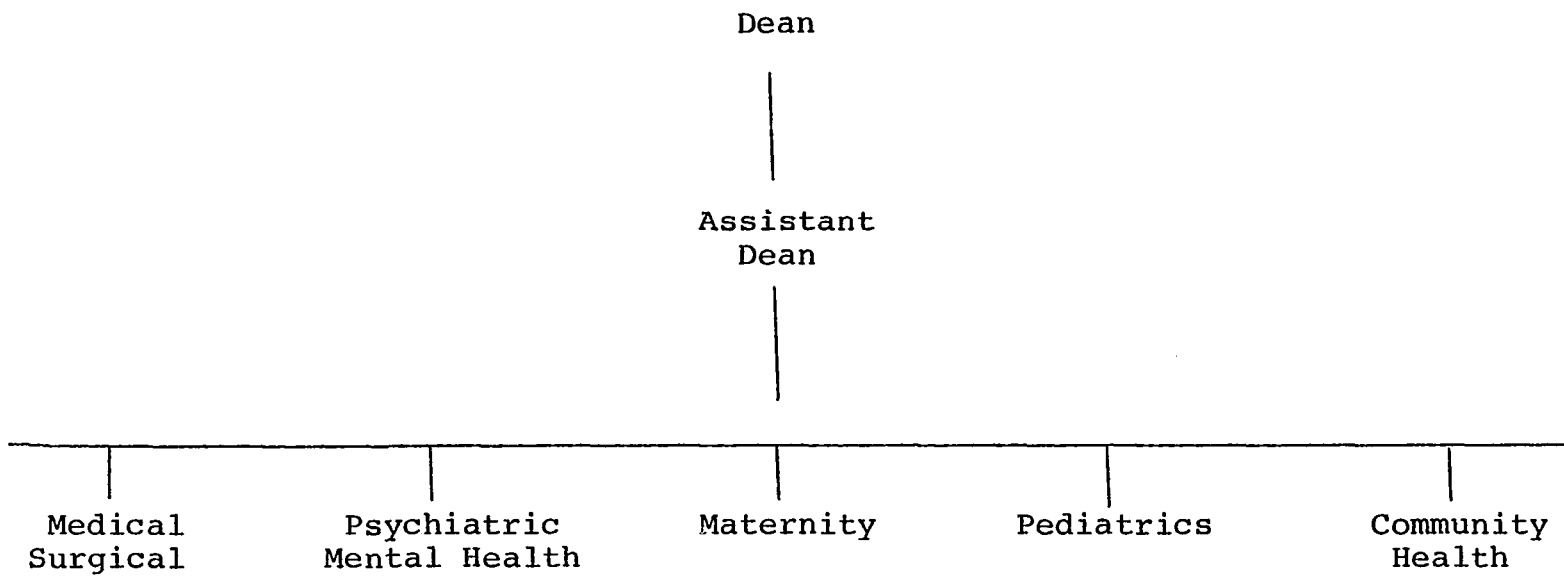 Dean
Assistant
Dean
Medical
Surgical
Psychiatric
Mental Health
Maternity
Pediatrics
Community
Health